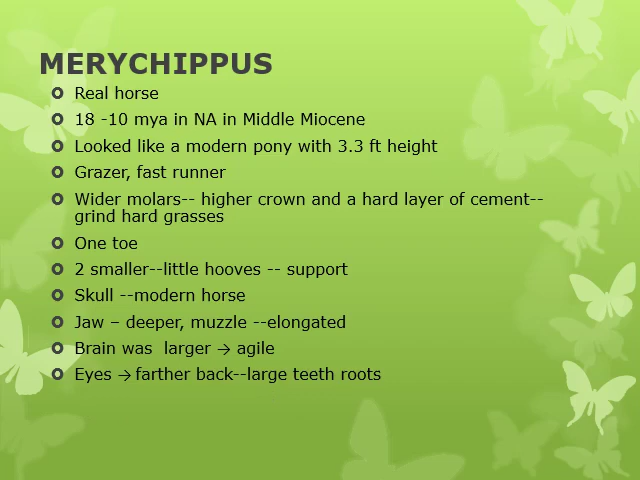 MERYCHIPPUS
Real horse
18 -10 mya in NA in Middle Miocene
Looked like a modern pony with 3.3 ft height
Grazer, fast runner
Wider molars-- higher crown and a hard layer of cement--
grind hard grasses
One toe
2 smaller--little hooves -- support
Skull --modern horse
Jaw – deeper, muzzle --elongated
Brain was  larger → agile
Eyes → farther back--large teeth roots